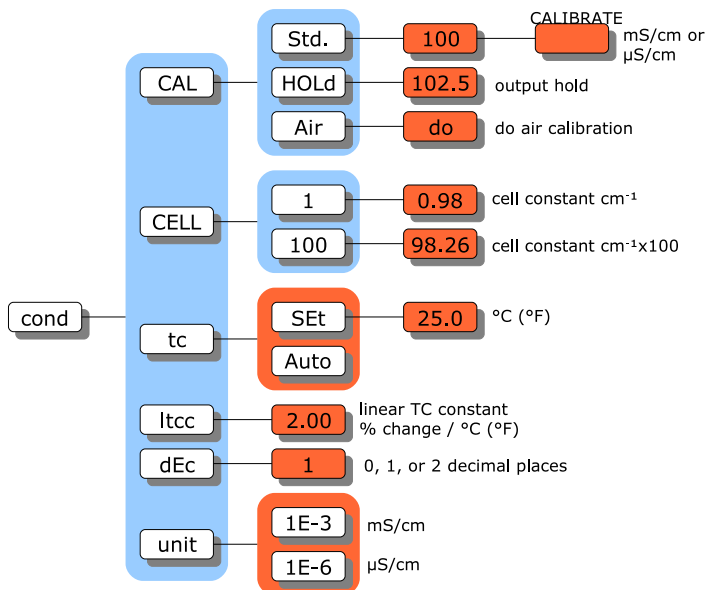 CALIBRATE
Std.
100
mS/cm or
µS/cm
CAL
HOLd
102.5
output hold
Air
do
do air calibration
CELL
1
0.98
cell constant cm⁻¹
100
98.26
cell constant cm⁻¹x100
cond
tc
SEt
25.0
°C (°F)
Auto
ltcc
2.00
linear TC constant
% change / °C (°F)
dEc
1
0, 1, or 2 decimal places
unit
1E-3
mS/cm
1E-6
µS/cm